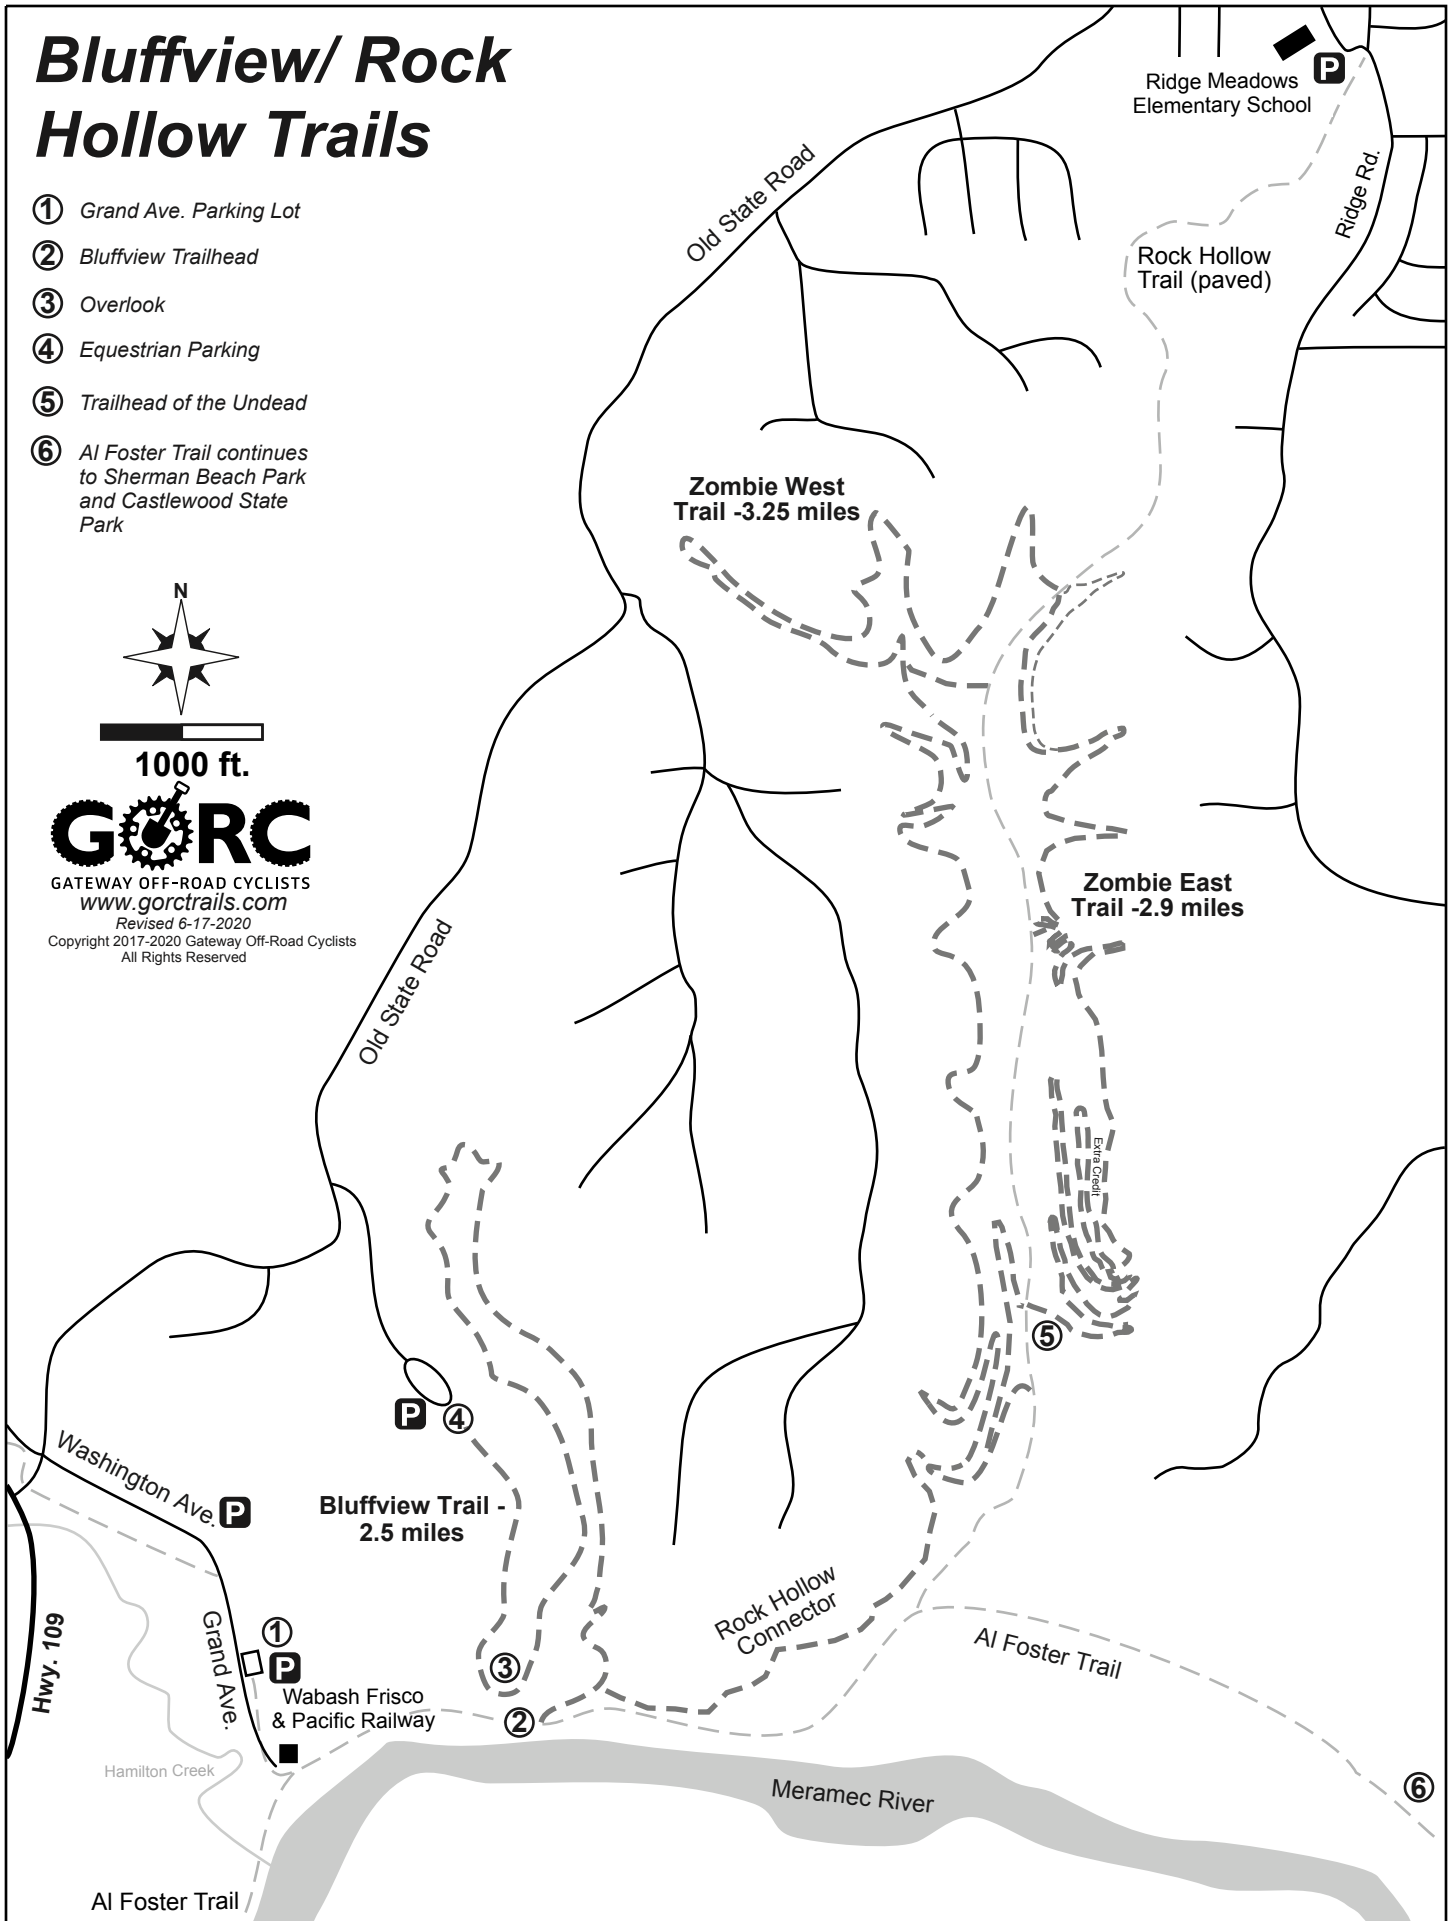 Bluffview/ Rock
Hollow Trails
1 Grand Ave. Parking Lot
2 Bluffview Trailhead
3 Overlook
4 Equestrian Parking
5 Trailhead of the Undead
6 Al Foster Trail continues
to Sherman Beach Park
and Castlewood State
Park
N
1000 ft.
GORC
GATEWAY OFF-ROAD CYCLISTS
www.gorctrails.com
Revised 6-17-2020
Copyright 2017-2020 Gateway Off-Road Cyclists
All Rights Reserved
P
Ridge Meadows
Elementary School
Old State Road
Ridge Rd.
Rock Hollow
Trail (paved)
Zombie West
Trail -3.25 miles
Zombie East
Trail -2.9 miles
Old State Road
Extra Credit
5
P
4
Washington Ave.
P
Bluffview Trail -
2.5 miles
Rock Hollow
Connector
Hwy. 109
Grand Ave.
1
P
3
Al Foster Trail
Wabash Frisco
& Pacific Railway
2
Hamilton Creek
Meramec River
6
Al Foster Trail